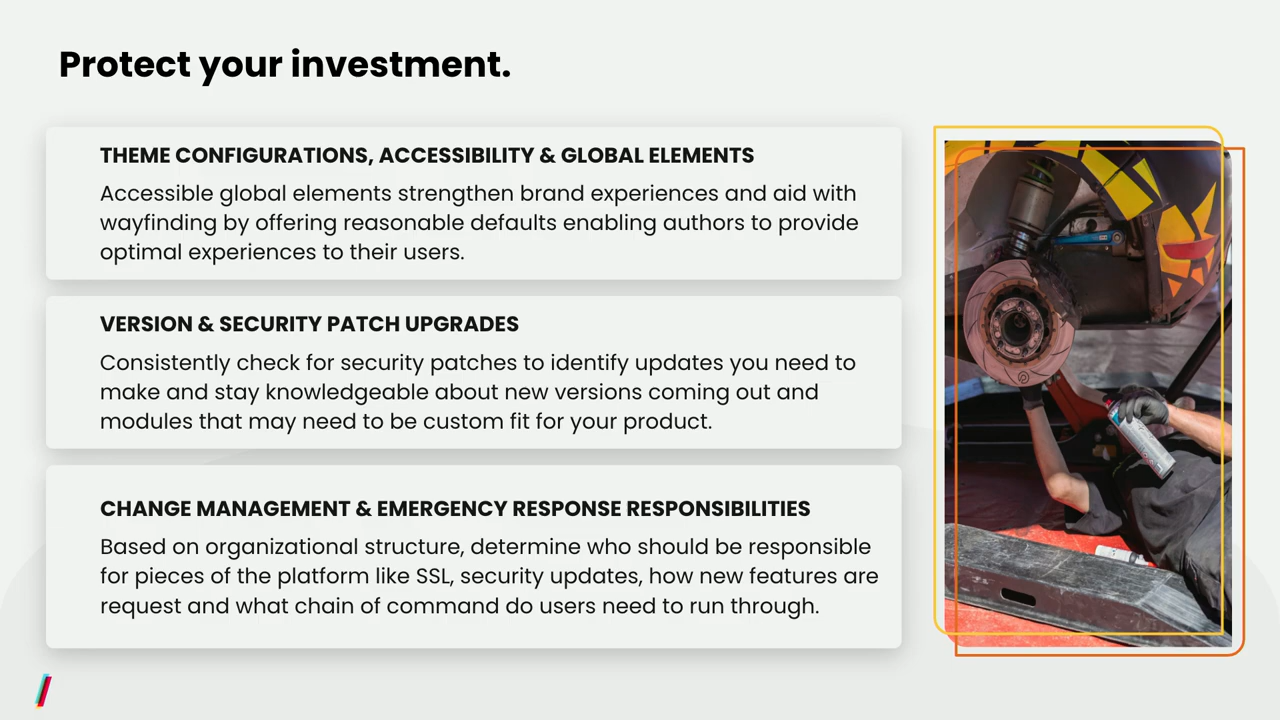 Protect your investment.
THEME CONFIGURATIONS, ACCESSIBILITY & GLOBAL ELEMENTS
Accessible global elements strengthen brand experiences and aid with
wayfinding by offering reasonable defaults enabling authors to provide
optimal experiences to their users.
VERSION & SECURITY PATCH UPGRADES
Consistently check for security patches to identify updates you need to
make and stay knowledgeable about new versions coming out and
modules that may need to be custom fit for your product.
CHANGE MANAGEMENT & EMERGENCY RESPONSE RESPONSIBILITIES
Based on organizational structure, determine who should be responsible
for pieces of the platform like SSL, security updates, how new features are
request and what chain of command do users need to run through.